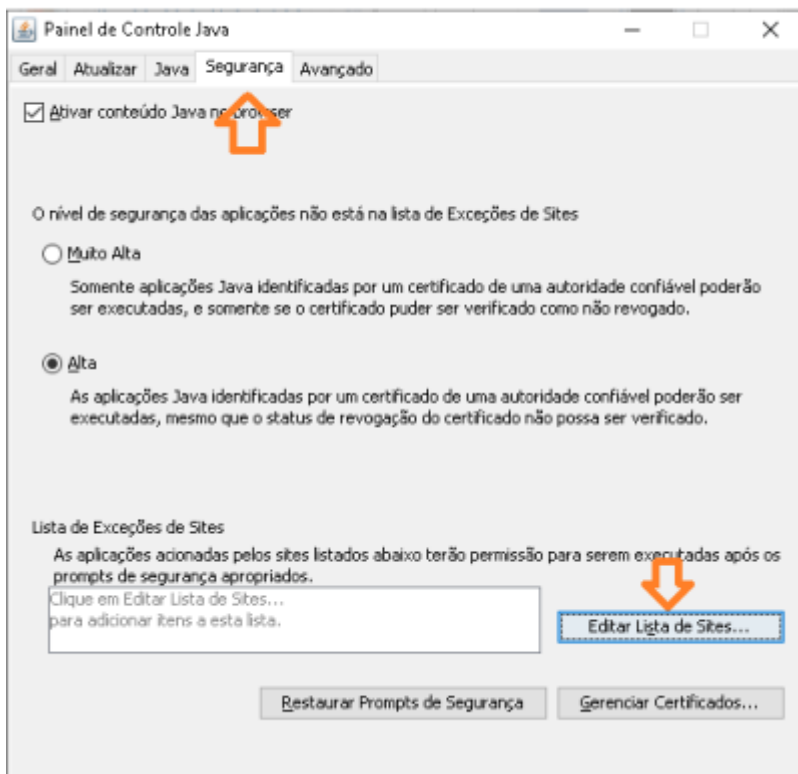 Painel de Controle Java
Geral Atualizar Java Segurança Avançado
Ativar conteúdo Java no browser
O nível de segurança das aplicações não está na lista de Exceções de Sites
Muito Alta
Somente aplicações Java identificadas por um certificado de uma autoridade confiável poderão
ser executadas, e somente se o certificado puder ser verificado como não revogado.
Alta
As aplicações Java identificadas por um certificado de uma autoridade confiável poderão ser
executadas, mesmo que o status de revogação do certificado não possa ser verificado.
Lista de Exceções de Sites
As aplicações acionadas pelos sites listados abaixo terão permissão para serem executadas após os
prompts de segurança apropriados.
Clique em Editar Lista de Sites...
para adicionar itens a esta lista.
Editar Lista de Sites...
Restaurar Prompts de Segurança Gerenciar Certificados...